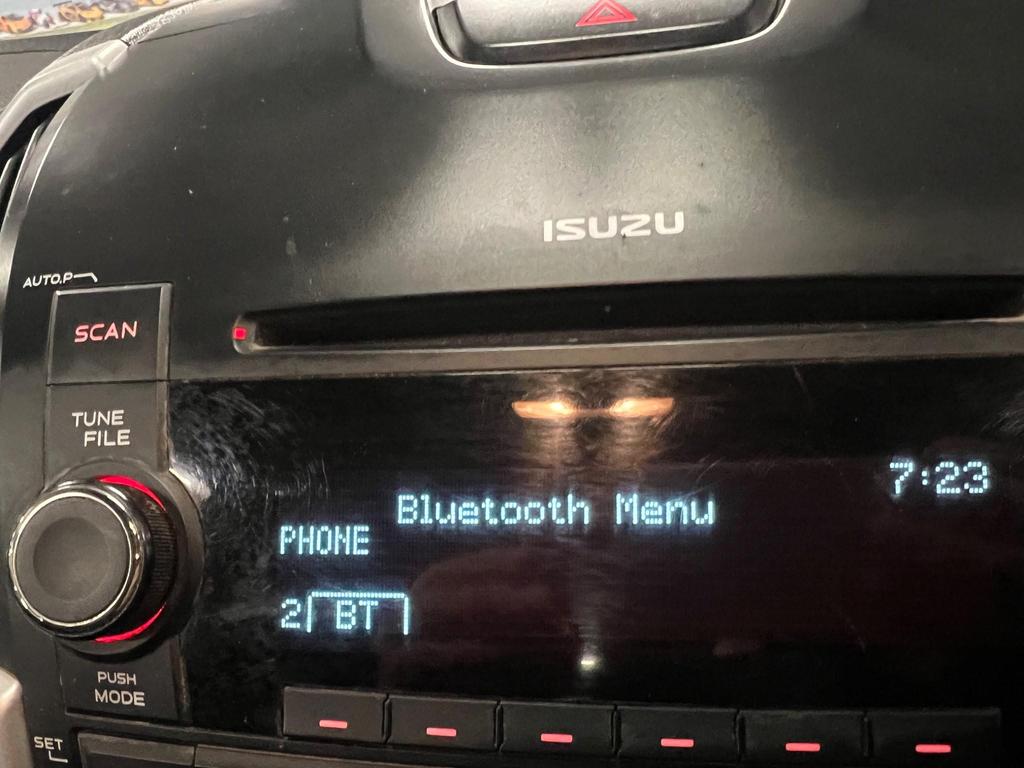 ISUZU
AUTO.P
SCAN
TUNE
FILE
7:23
Bluetooth Menu
PHONE
2 BT
PUSH
MODE
SET